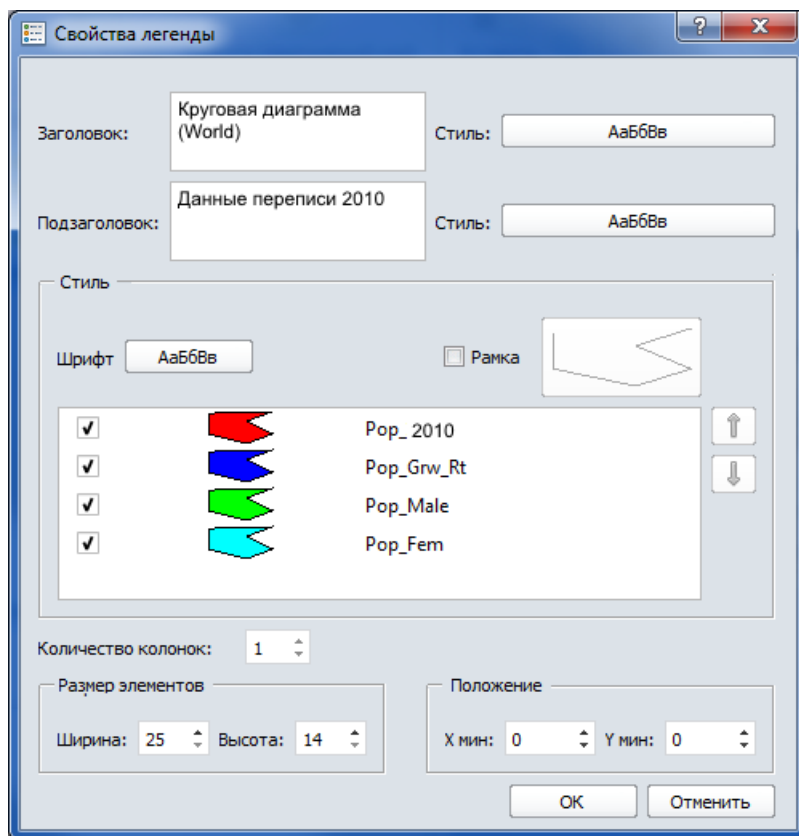 Свойства легенды
?
X
Заголовок:
Круговая диаграмма
(World)
Стиль:
АаБбВв
Подзаголовок:
Данные переписи 2010
Стиль:
АаБбВв
Стиль
Шрифт АаБбВв Рамка
Pop_ 2010
Pop_Grw_Rt
Pop_Male
Pop_Fem
Количество колонок: 1
Размер элементов
Ширина: 25 Высота: 14
Положение
X мин: 0 Y мин: 0
ОК Отменить